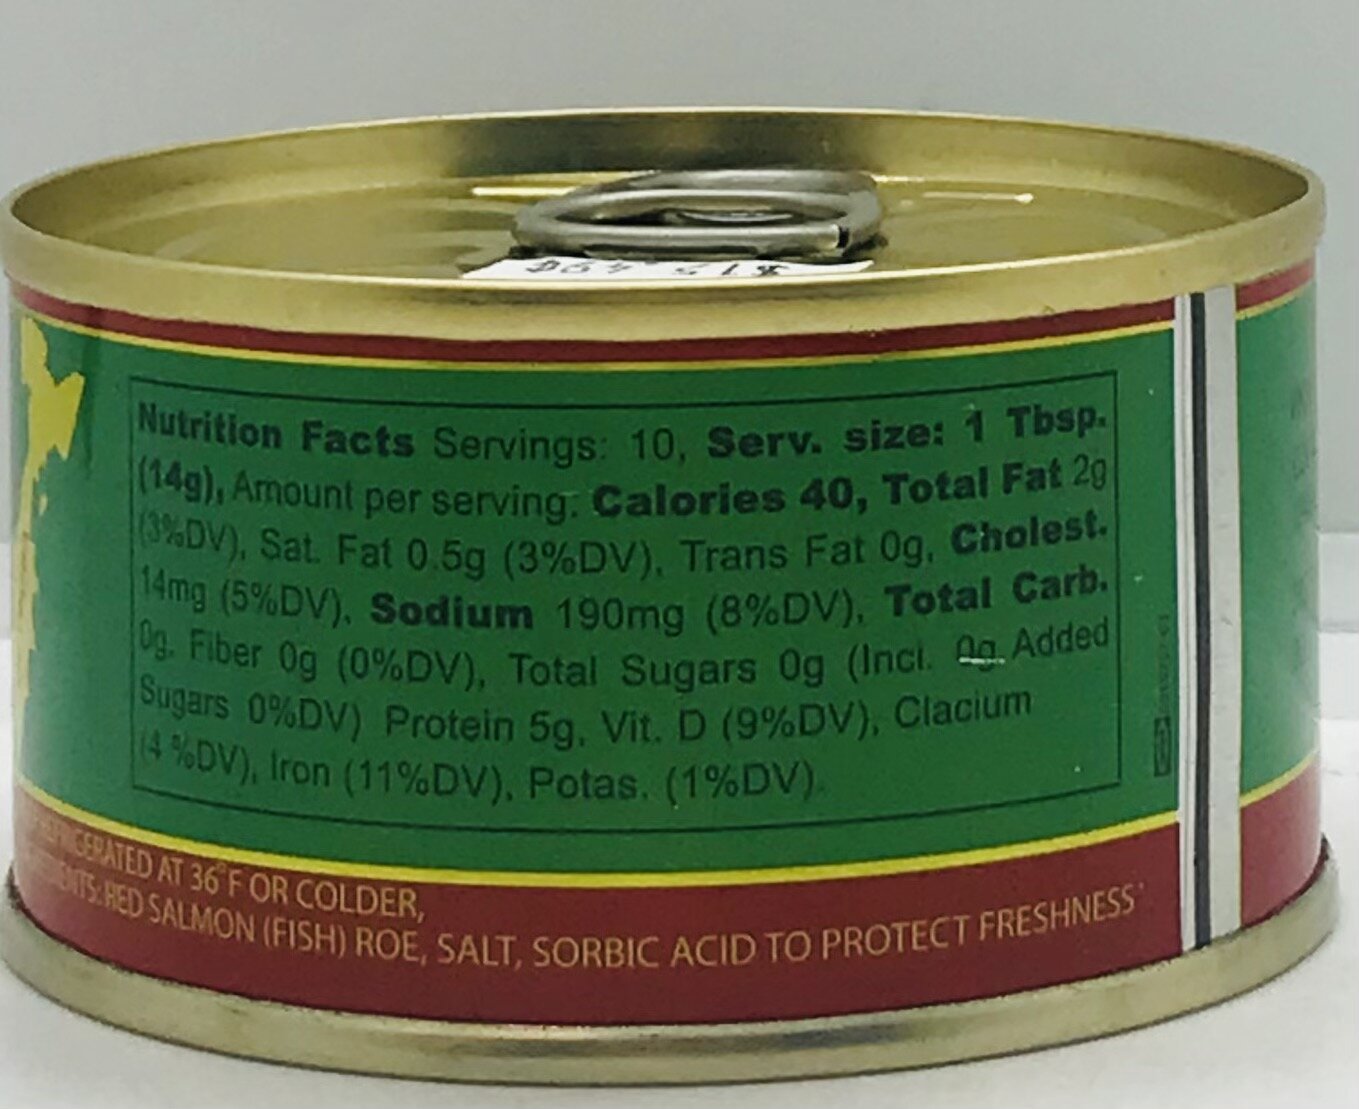 Nutrition Facts Servings: 10, Serv. size: 1 Tbsp.
(14g), Amount per serving: Calories 40, Total Fat 2g
(3%DV), Sat. Fat 0.5g (3%DV), Trans Fat 0g, Cholest.
14mg (5%DV), Sodium 190mg (8%DV), Total Carb.
0g, Fiber 0g (0%DV), Total Sugars 0g (Incl. 0g Added
Sugars 0%DV) Protein 5g, Vit. D (9%DV), Clacium
(4 %DV), Iron (11%DV), Potas. (1%DV).
AT 36°F OR COLDER,
HED SALMON (FISH) ROE, SALT, SORBIC ACID TO PROTECT FRESHNESS